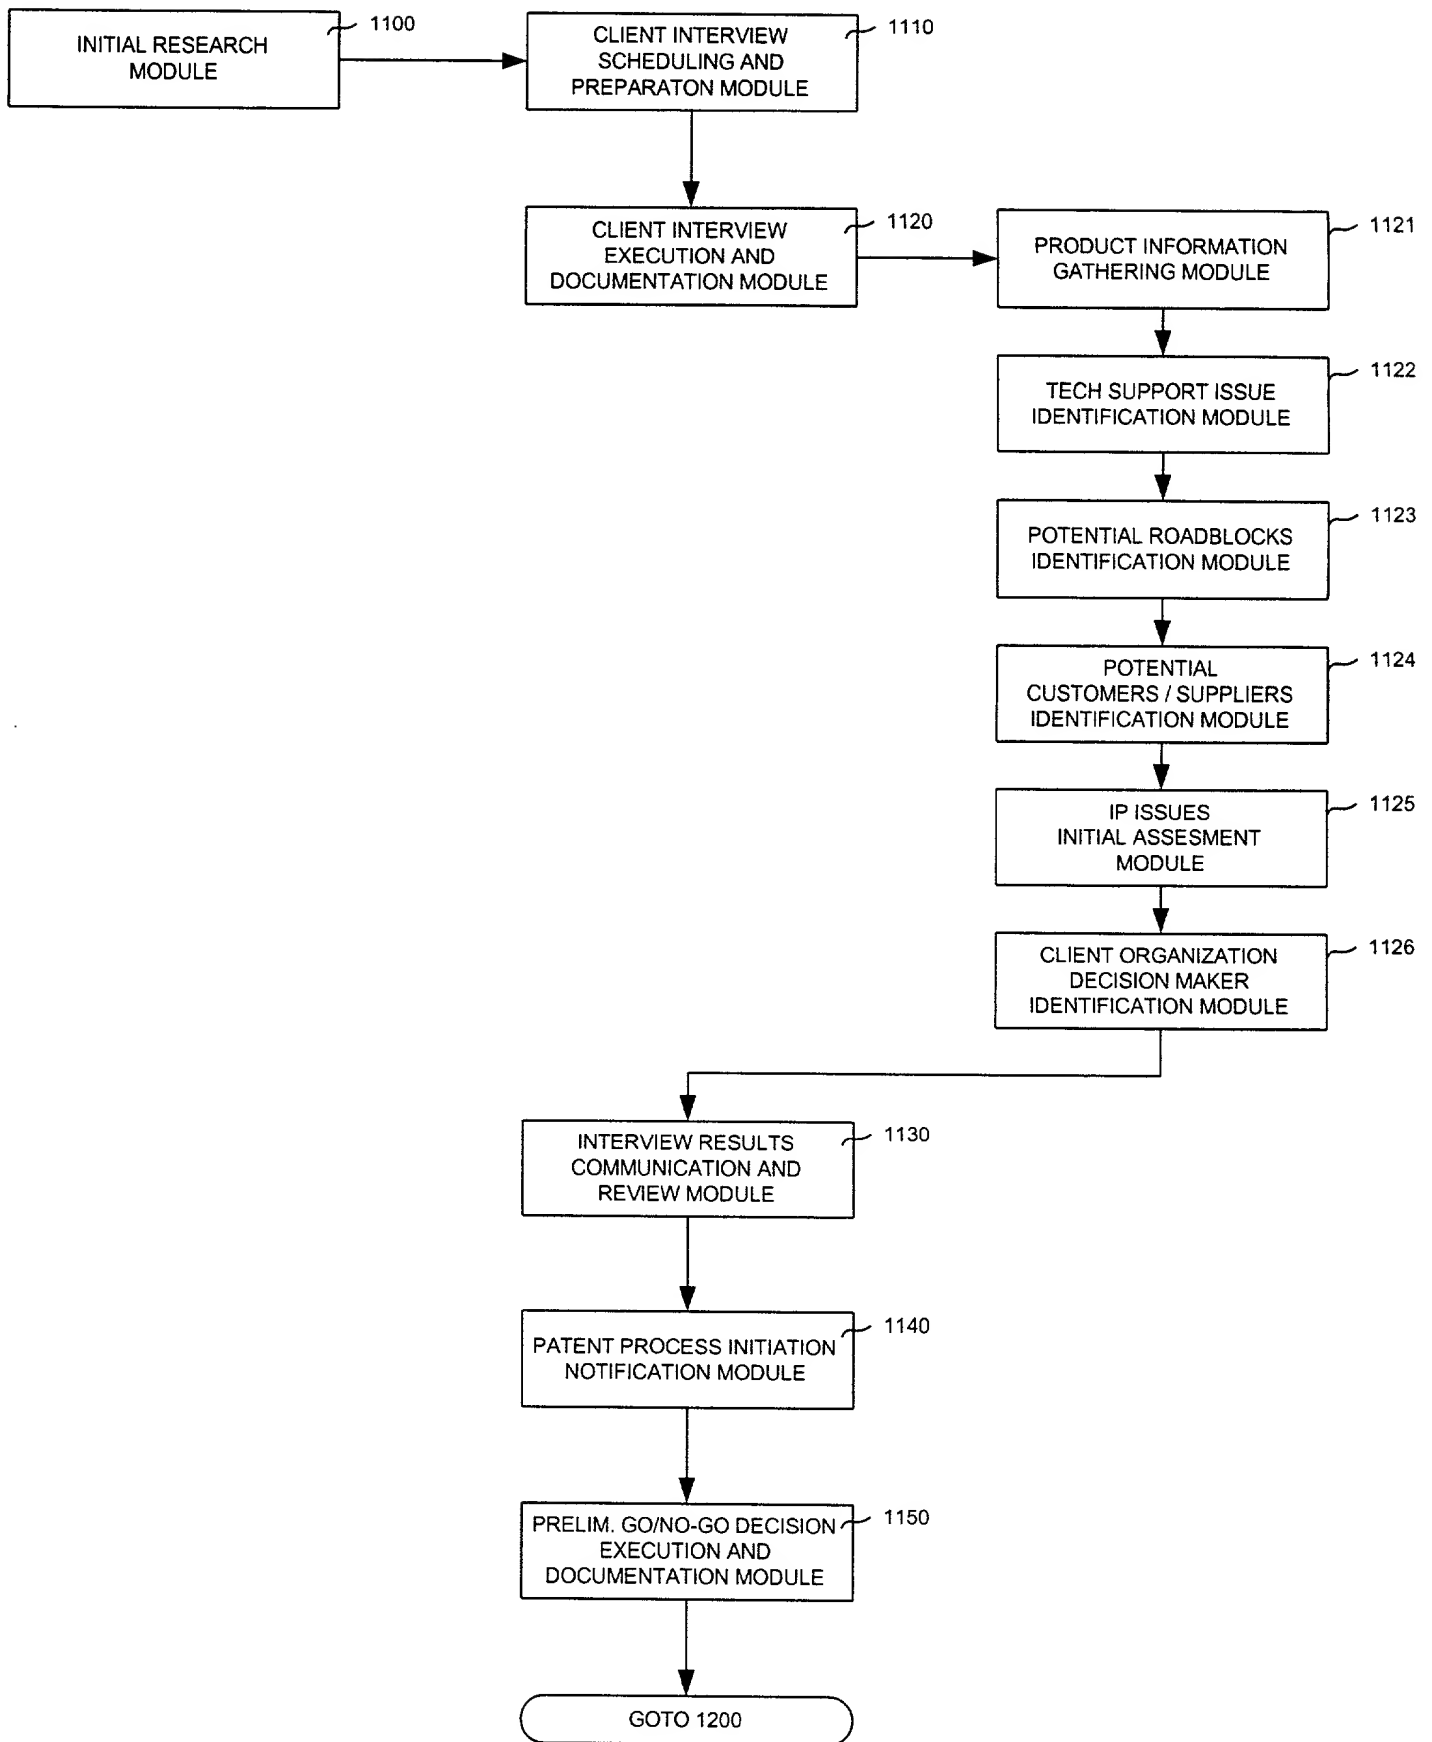 INITIAL RESEARCH
MODULE
1100
CLIENT INTERVIEW
SCHEDULING AND
PREPARATON MODULE
1110
CLIENT INTERVIEW
EXECUTION AND
DOCUMENTATION MODULE
1120
PRODUCT INFORMATION
GATHERING MODULE
1121
TECH SUPPORT ISSUE
IDENTIFICATION MODULE
1122
POTENTIAL ROADBLOCKS
IDENTIFICATION MODULE
1123
POTENTIAL
CUSTOMERS / SUPPLIERS
IDENTIFICATION MODULE
1124
IP ISSUES
INITIAL ASSESMENT
MODULE
1125
CLIENT ORGANIZATION
DECISION MAKER
IDENTIFICATION MODULE
1126
INTERVIEW RESULTS
COMMUNICATION AND
REVIEW MODULE
1130
PATENT PROCESS INITIATION
NOTIFICATION MODULE
1140
PRELIM. GO/NO-GO DECISION
EXECUTION AND
DOCUMENTATION MODULE
1150
GOTO 1200